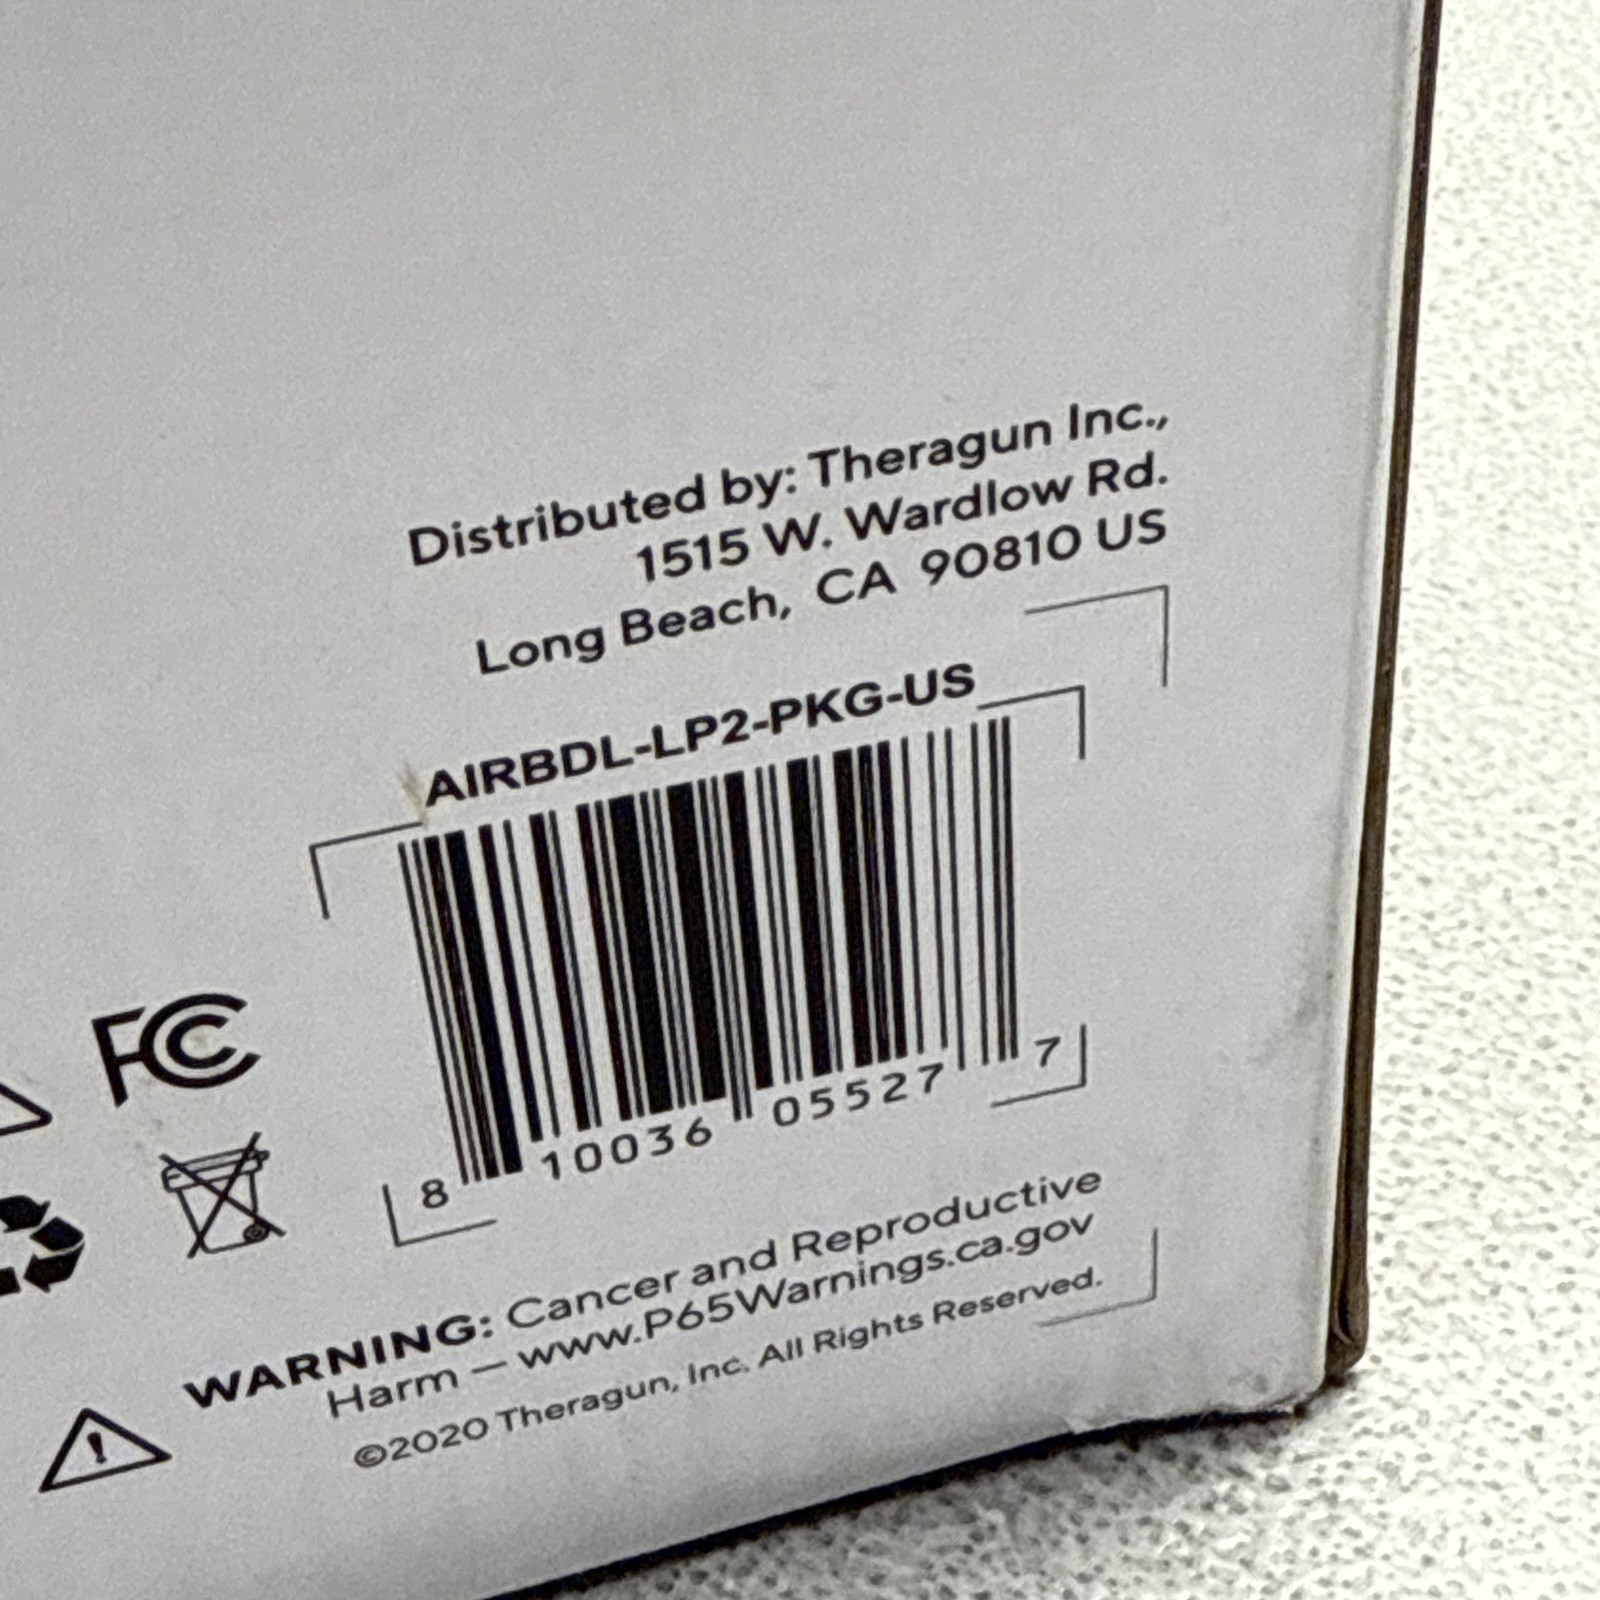 Distributed by: Theragun Inc.,
1515 W. Wardlow Rd.
Long Beach, CA 90810 US
AIRBDL-LP2-PKG-US
8 10036 05527 7
FC
WARNING: Cancer and Reproductive
Harm – www.P65Warnings.ca.gov
©2020 Theragun, Inc. All Rights Reserved.